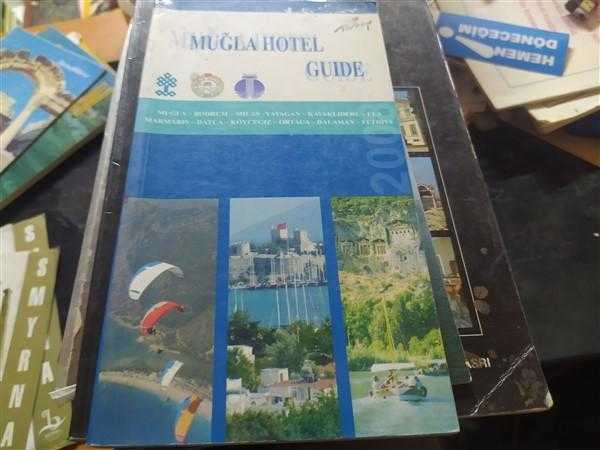 MUĞLA HOTEL
GUIDE
MUĞLA - BODRUM - MİLAS - YATAĞAN - KAVAKLIDERE - ULA
MARMARİS - DATÇA - KÖYCEĞİZ - ORTACA - DALAMAN - FETHİYE
200
HEMEN
DÖNECEĞİM
SMYRNA